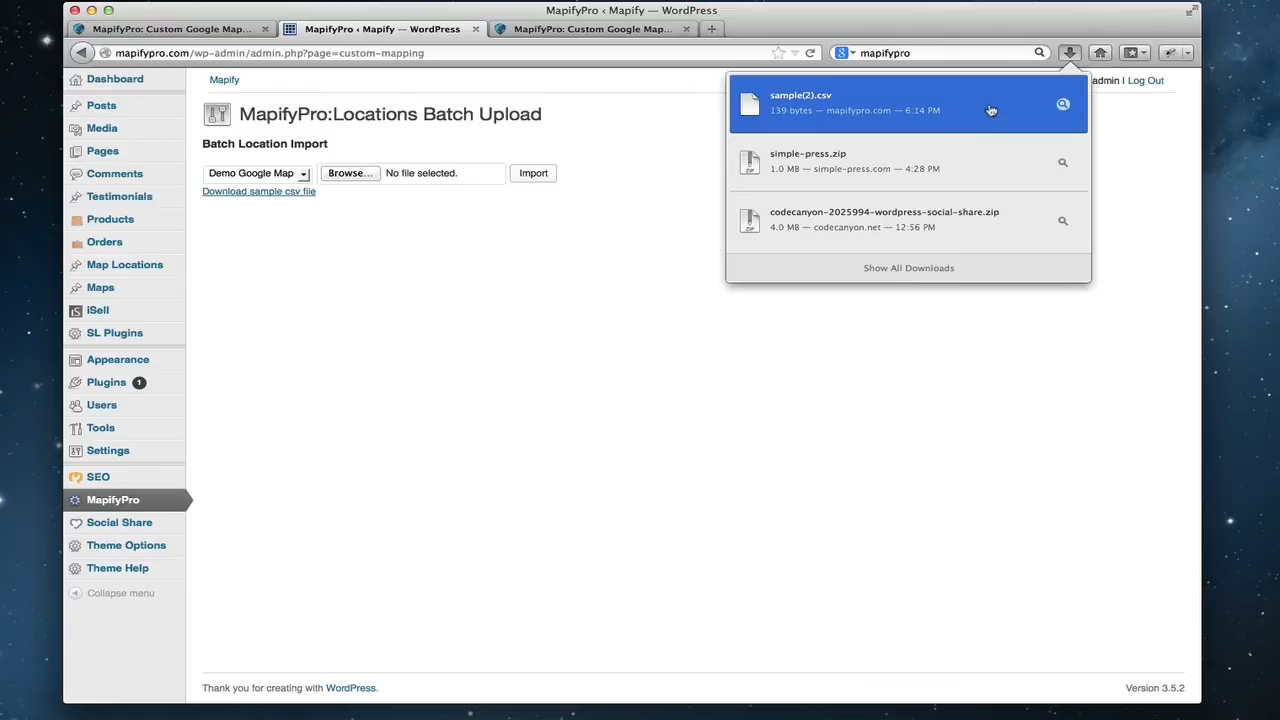 MapifyPro ‹ Mapify — WordPress
MapifyPro: Custom Google Map...
MapifyPro ‹ Mapify — WordPress
MapifyPro: Custom Google Map...
mapifypro.com/wp-admin/admin.php?page=custom-mapping
mapifypro
Dashboard
Posts
Media
Pages
Comments
Testimonials
Products
Orders
Map Locations
Maps
iSell
SL Plugins
Appearance
Plugins 1
Users
Tools
Settings
SEO
MapifyPro
Social Share
Theme Options
Theme Help
Collapse menu
Mapify
admin | Log Out
MapifyPro:Locations Batch Upload
Batch Location Import
Demo Google Map
Browse... No file selected.
Import
Download sample csv file
sample(2).csv
139 bytes — mapifypro.com — 6:14 PM
simple-press.zip
1.0 MB — simple-press.com — 4:28 PM
codecanyon-2025994-wordpress-social-share.zip
4.0 MB — codecanyon.net — 12:56 PM
Show All Downloads
Thank you for creating with WordPress.
Version 3.5.2